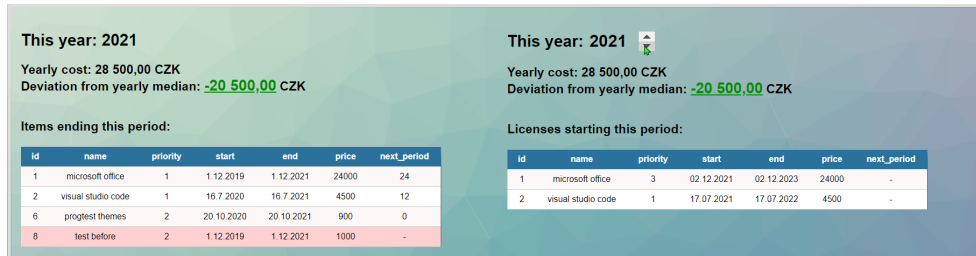 This year: 2021
Yearly cost: 28 500,00 CZK
Deviation from yearly median: -20 500,00 CZK
Items ending this period:
id name priority start end price next_period
1 microsoft office 1 1.12.2019 1.12.2021 24000 24
2 visual studio code 1 16.7.2020 16.7.2021 4500 12
6 progtest themes 2 20.10.2020 20.10.2021 900 0
8 test before 2 1.12.2019 1.12.2021 1000 -
This year: 2021
Yearly cost: 28 500,00 CZK
Deviation from yearly median: -20 500,00 CZK
Licenses starting this period:
id name priority start end price next_period
1 microsoft office 3 02.12.2021 02.12.2023 24000 -
2 visual studio code 1 17.07.2021 17.07.2022 4500 -